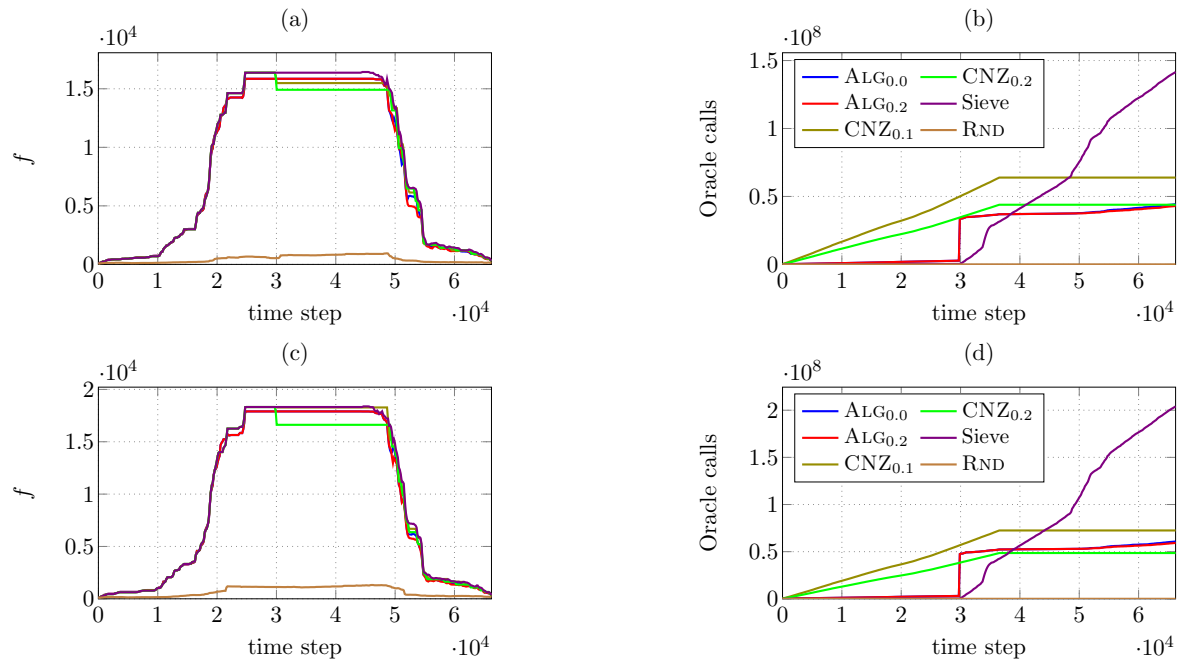 (a)
·10^4
1.5
1
0.5
0
f
0 1 2 3 4 5 6
time step
·10^4
(b)
·10^8
1.5
1
0.5
0
Oracle calls
ALG0.0 CNZ0.2
ALG0.2 Sieve
CNZ0.1 RND
0 1 2 3 4 5 6
time step
·10^4
(c)
·10^4
2
1.5
1
0.5
0
f
0 1 2 3 4 5 6
time step
·10^4
(d)
·10^8
2
1.5
1
0.5
0
Oracle calls
ALG0.0 CNZ0.2
ALG0.2 Sieve
CNZ0.1 RND
0 1 2 3 4 5 6
time step
·10^4